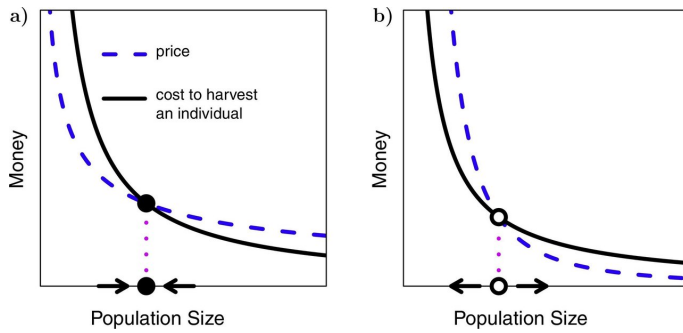 a)
Money
price
cost to harvest
an individual
Population Size
b)
Money
Population Size